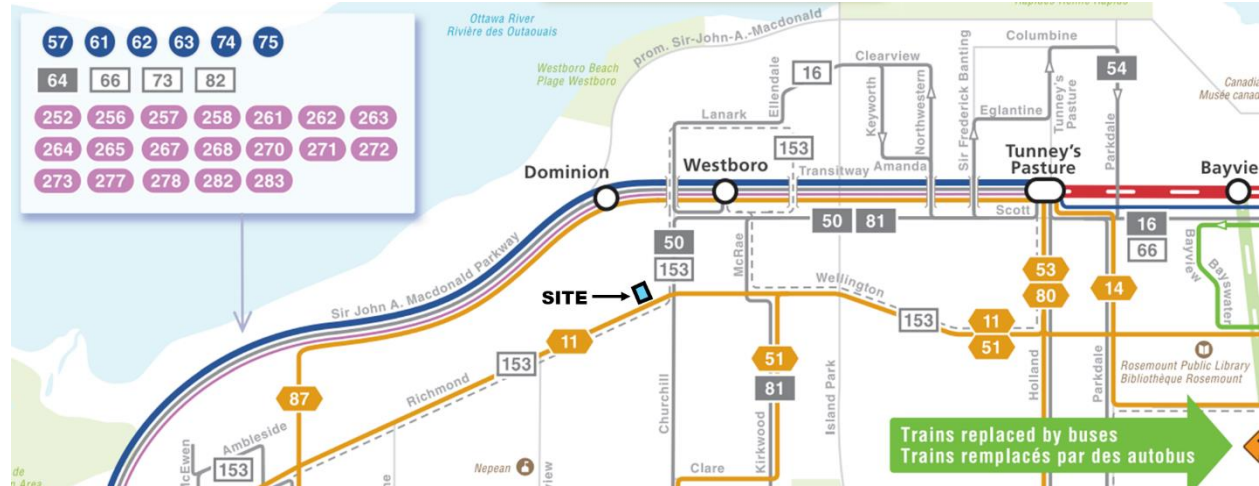 Ottawa River
Rivière des Outaouais
57 61 62 63 74 75
64 66 73 82
252 256 257 258 261 262 263
264 265 267 268 270 271 272
273 277 278 282 283
Westboro Beach
Plage Westboro
prom. Sir-John-A.-Macdonald
Columbine
Clearview
16
54
Ellendale
Keyworth
Northwestern
Sir Frederick Banting
Eglantine
Tunney's
Pasture
Parkdale
Lanark
153
Dominion
Westboro
Transitway
Amanda
Tunney's
Pasture
50 81
Scott
16
66
50
153
McRae
Bayview
Bayswater
Sir John A. Macdonald Parkway
SITE
Wellington
53
80
14
11
153
11
51
153
51
81
87
Richmond
Churchill
Kirkwood
Island Park
Holland
Parkdale
Rosemount Public Library
Bibliothèque Rosemount
Ambleside
153
Nepean
Clare
Trains replaced by buses
Trains remplacés par des autobus